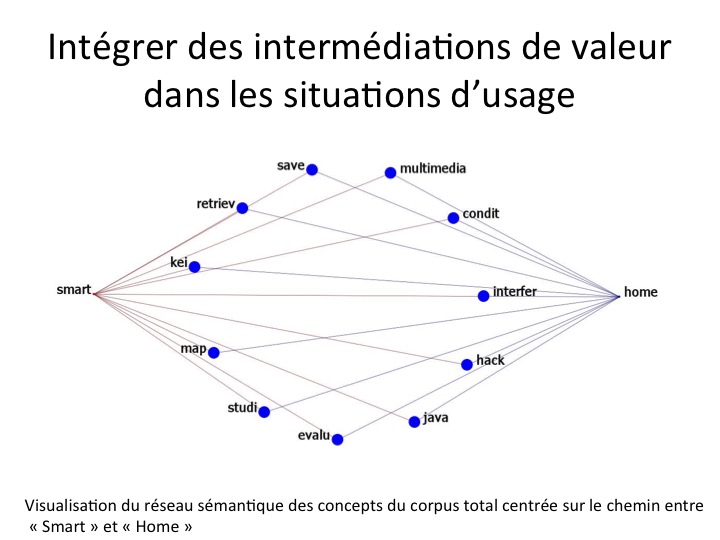 Intégrer des intermédiations de valeur
dans les situations d’usage
save
multimedia
retriev
condit
kei
smart
interfer
home
map
hack
studi
java
evalu
Visualisation du réseau sémantique des concepts du corpus total centrée sur le chemin entre
« Smart » et « Home »